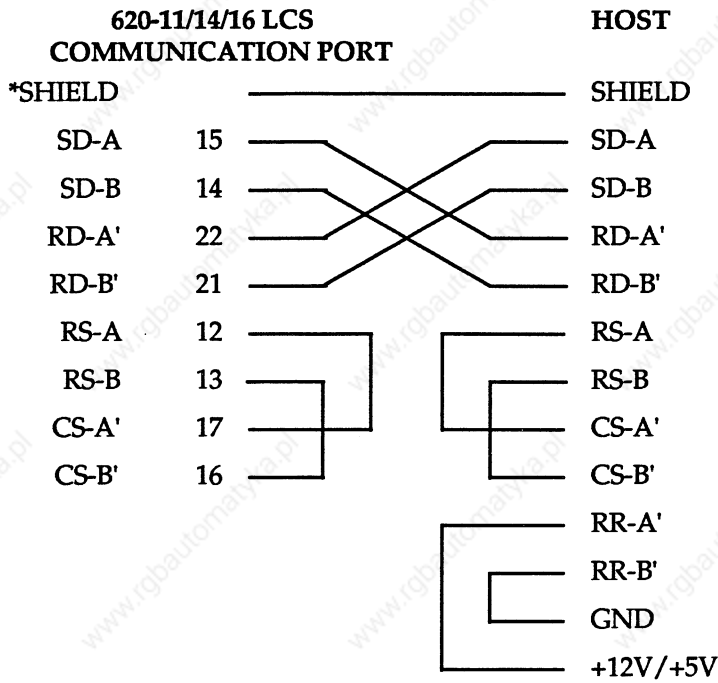 620-11/14/16 LCS HOST
COMMUNICATION PORT
*SHIELD SHIELD
SD-A 15 SD-A
SD-B 14 SD-B
RD-A' 22 RD-A'
RD-B' 21 RD-B'
RS-A 12 RS-A
RS-B 13 RS-B
CS-A' 17 CS-A'
CS-B' 16 CS-B'
RR-A'
RR-B'
GND
+12V/+5V
www.rgbautomatyka.pl